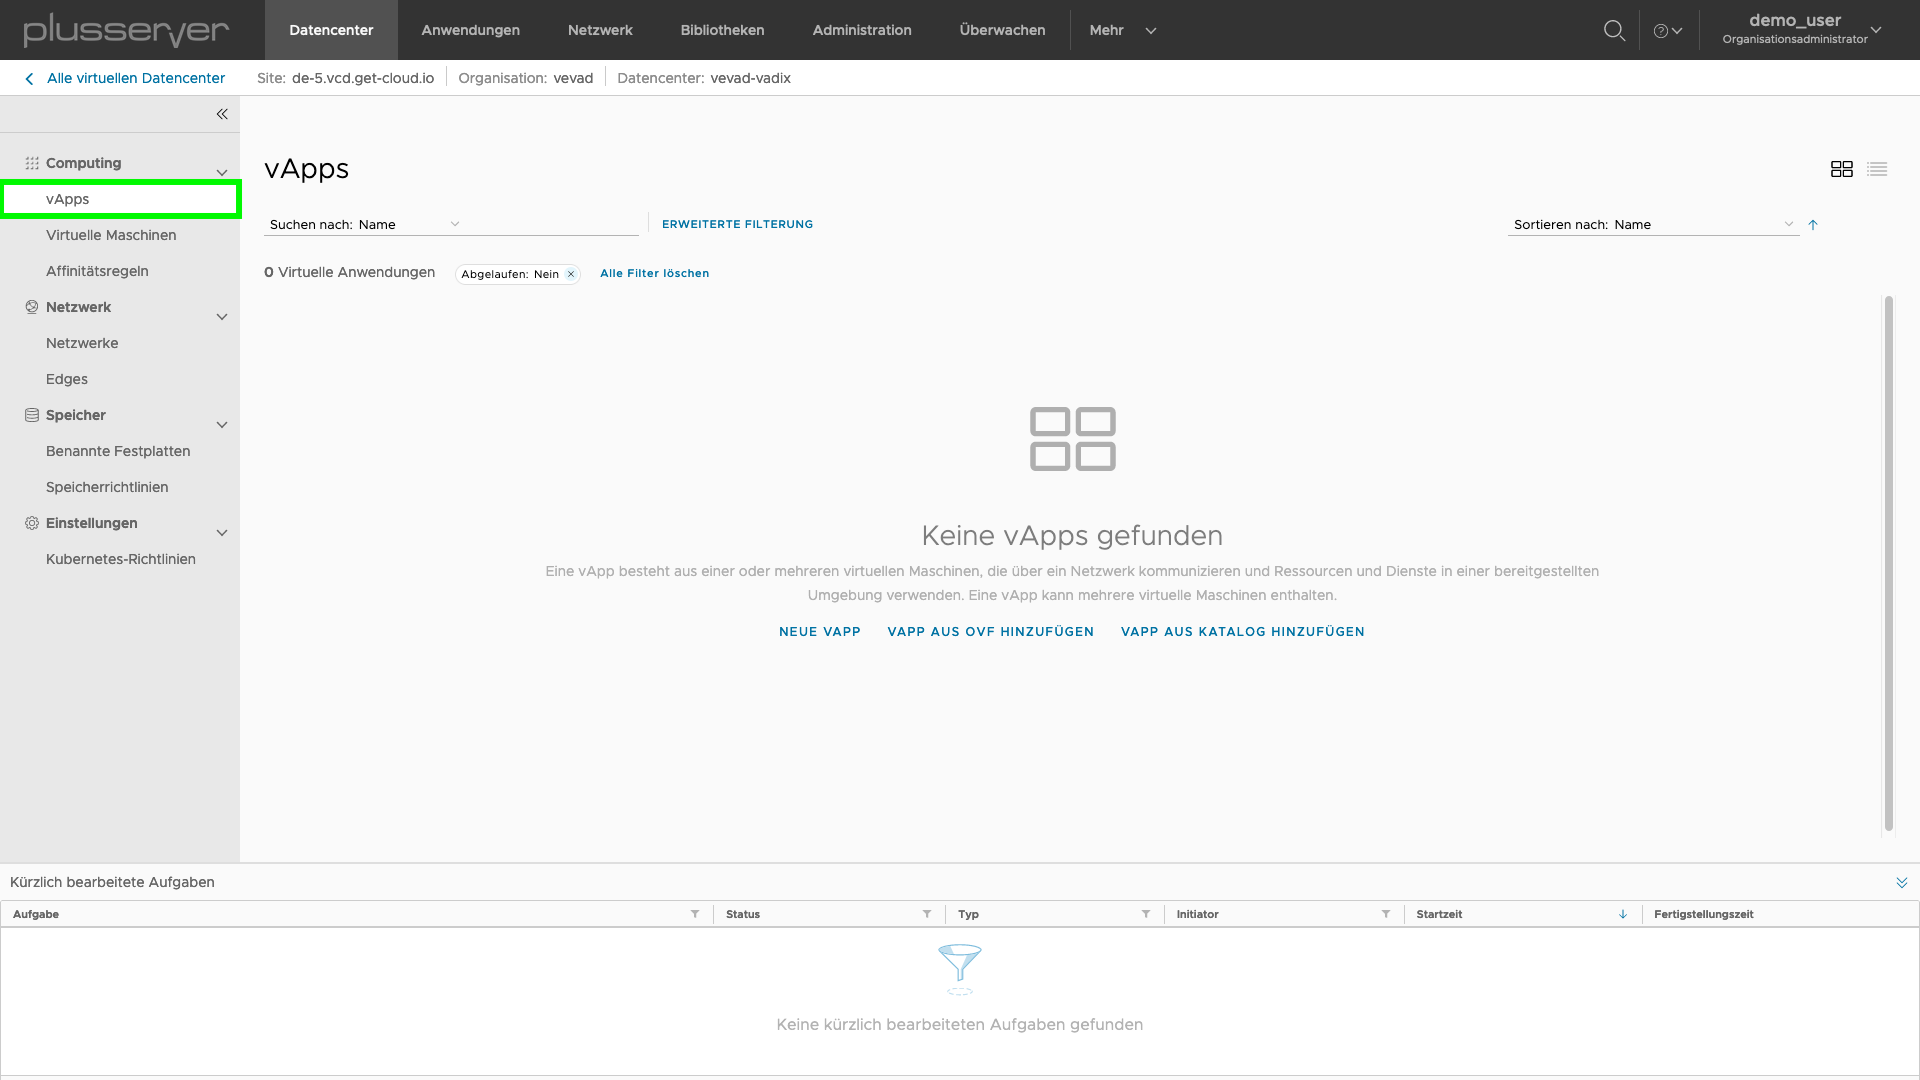 plusserver
Datencenter
Anwendungen
Netzwerk
Bibliotheken
Administration
Überwachen
Mehr
demo_user
Organisationsadministrator
Alle virtuellen Datencenter
Site: de-5.vcd.get-cloud.io
Organisation: vevad
Datencenter: vevad-vadix
Computing
vApps
Virtuelle Maschinen
Affinitätsregeln
Netzwerk
Netzwerke
Edges
Speicher
Benannte Festplatten
Speicherrichtlinien
Einstellungen
Kubernetes-Richtlinien
vApps
Suchen nach: Name
ERWEITERTE FILTERUNG
Sortieren nach: Name
0 Virtuelle Anwendungen
Abgelaufen: Nein
Alle Filter löschen
Keine vApps gefunden
Eine vApp besteht aus einer oder mehreren virtuellen Maschinen, die über ein Netzwerk kommunizieren und Ressourcen und Dienste in einer bereitgestellten
Umgebung verwenden. Eine vApp kann mehrere virtuelle Maschinen enthalten.
NEUE VAPP
VAPP AUS OVF HINZUFÜGEN
VAPP AUS KATALOG HINZUFÜGEN
Kürzlich bearbeitete Aufgaben
Aufgabe
Status
Typ
Initiator
Startzeit
Fertigstellungszeit
Keine kürzlich bearbeiteten Aufgaben gefunden